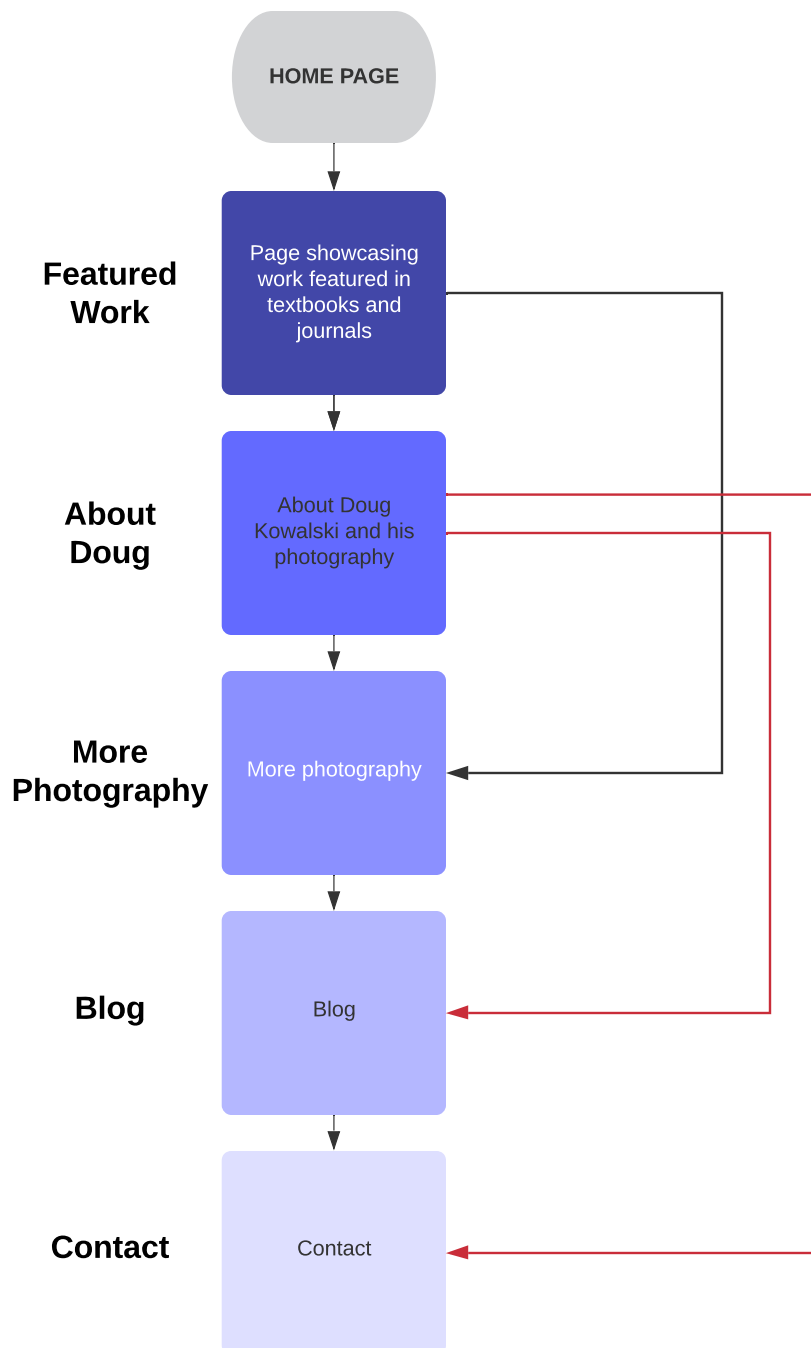 HOME PAGE
Featured
Work
Page showcasing
work featured in
textbooks and
journals
About
Doug
About Doug
Kowalski and his
photography
More
Photography
More photography
Blog
Blog
Contact
Contact